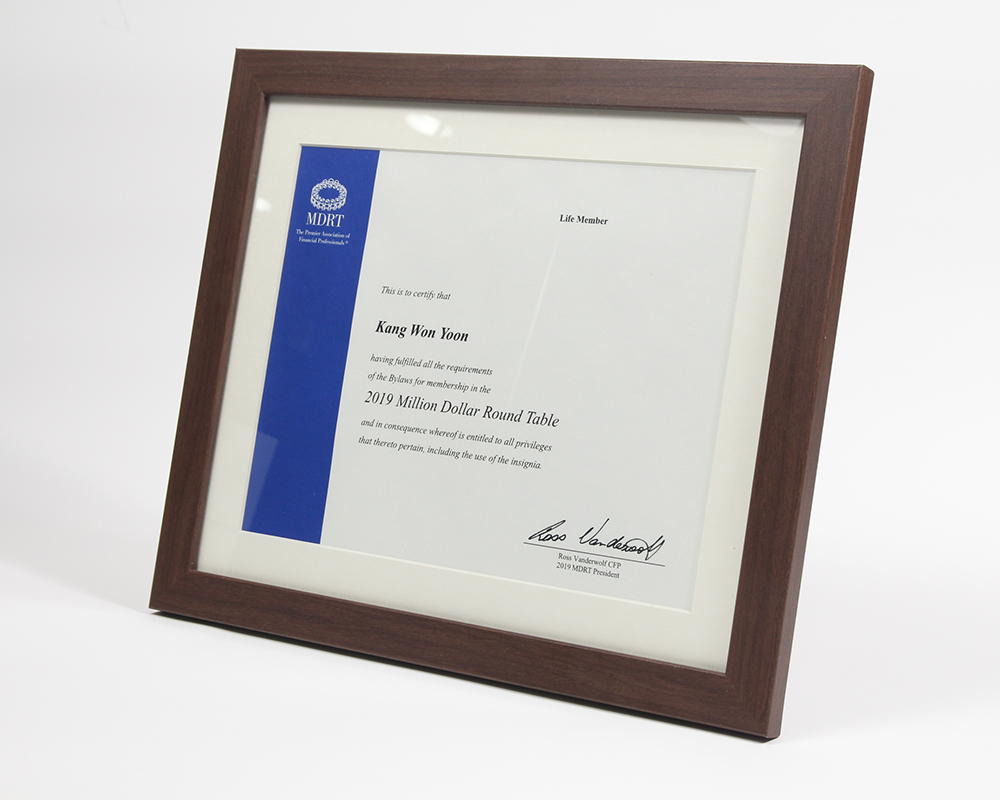 MDRT
The Premier Association of
Financial Professionals®
Life Member
This is to certify that
Kang Won Yoon
having fulfilled all the requirements
of the Bylaws for membership in the
2019 Million Dollar Round Table
and in consequence whereof is entitled to all privileges
that thereto pertain, including the use of the insignia.
Ross Vanderwolf
Ross Vanderwolf CFP
2019 MDRT President